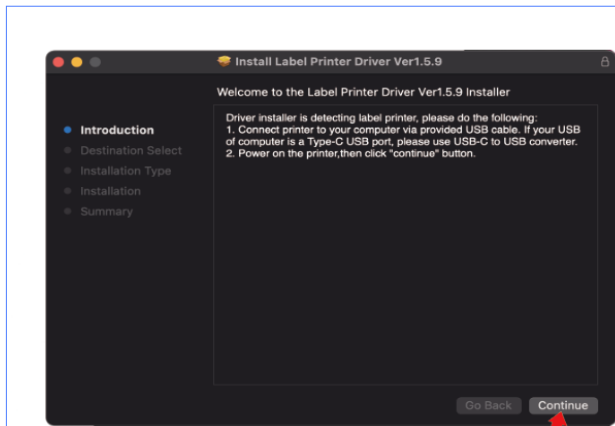 Install Label Printer Driver Ver1.5.9
Welcome to the Label Printer Driver Ver1.5.9 Installer
Introduction
Destination Select
Installation Type
Installation
Summary
Driver installer is detecting label printer, please do the following:
1. Connect printer to your computer via provided USB cable. If your USB
of computer is a Type-C USB port, please use USB-C to USB converter.
2. Power on the printer,then click "continue" button.
Go Back
Continue